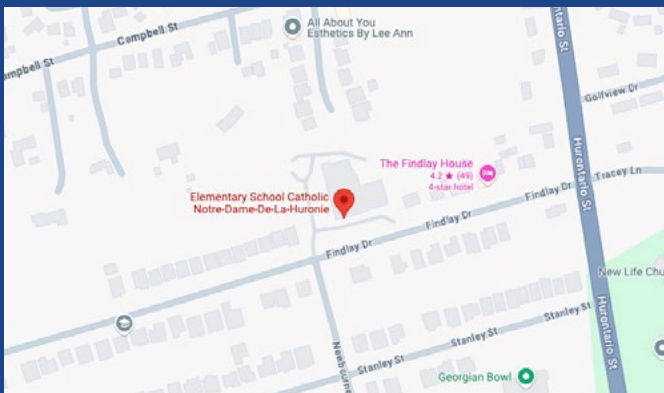 All About You
Esthetics By Lee Ann
Campbell St
Campbell St
Hurontario St
Golfview Dr
The Findlay House
4.2 ★ (49)
4-star hotel
Tracey Ln
Elementary School Catholic
Notre-Dame-De-La-Huronie
Findlay Dr
Findlay Dr
Findlay Dr
Hurontario St
New Life Chu
Newbourne
Stanley St
Stanley St
Hurontario St
Georgian Bowl